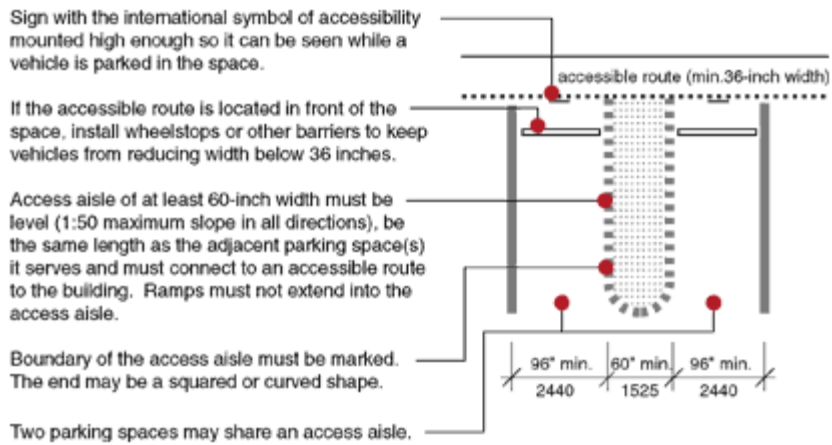 Sign with the international symbol of accessibility
mounted high enough so it can be seen while a
vehicle is parked in the space.
accessible route (min.36-inch width)
If the accessible route is located in front of the
space, install wheelstops or other barriers to keep
vehicles from reducing width below 36 inches.
Access aisle of at least 60-inch width must be
level (1:50 maximum slope in all directions), be
the same length as the adjacent parking space(s)
it serves and must connect to an accessible route
to the building. Ramps must not extend into the
access aisle.
Boundary of the access aisle must be marked.
The end may be a squared or curved shape.
Two parking spaces may share an access aisle.
96" min. 60" min. 96" min.
2440 1525 2440